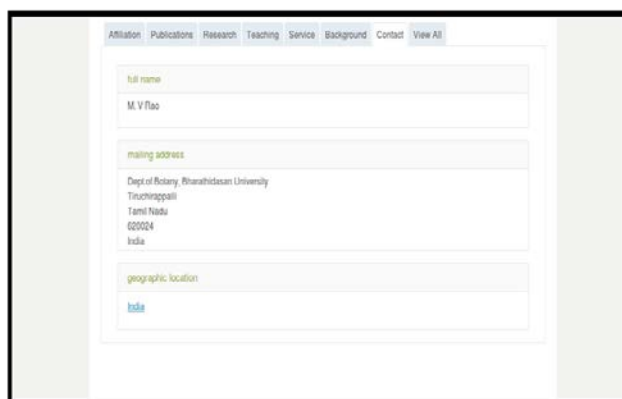 Affiliation Publications Research Teaching Service Background Contact View All
full name
M. V Rao
mailing address
Dept of Botany, Bharathidasan University
Tiruchirappalli
Tamil Nadu
620024
India
geographic location
India